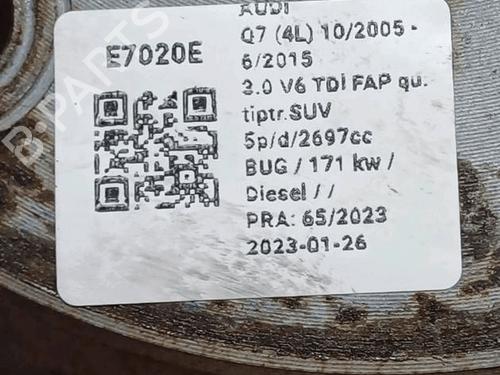 AUDI
E7020E
Q7 (4L) 10/2005 -
6/2015
3.0 V6 TDİ FAP qu.
tiptr.SUV
5p/d/2697cc
BUG / 171 kw /
Diesel / /
PRA: 65/2023
2023-01-26
B-PARTS